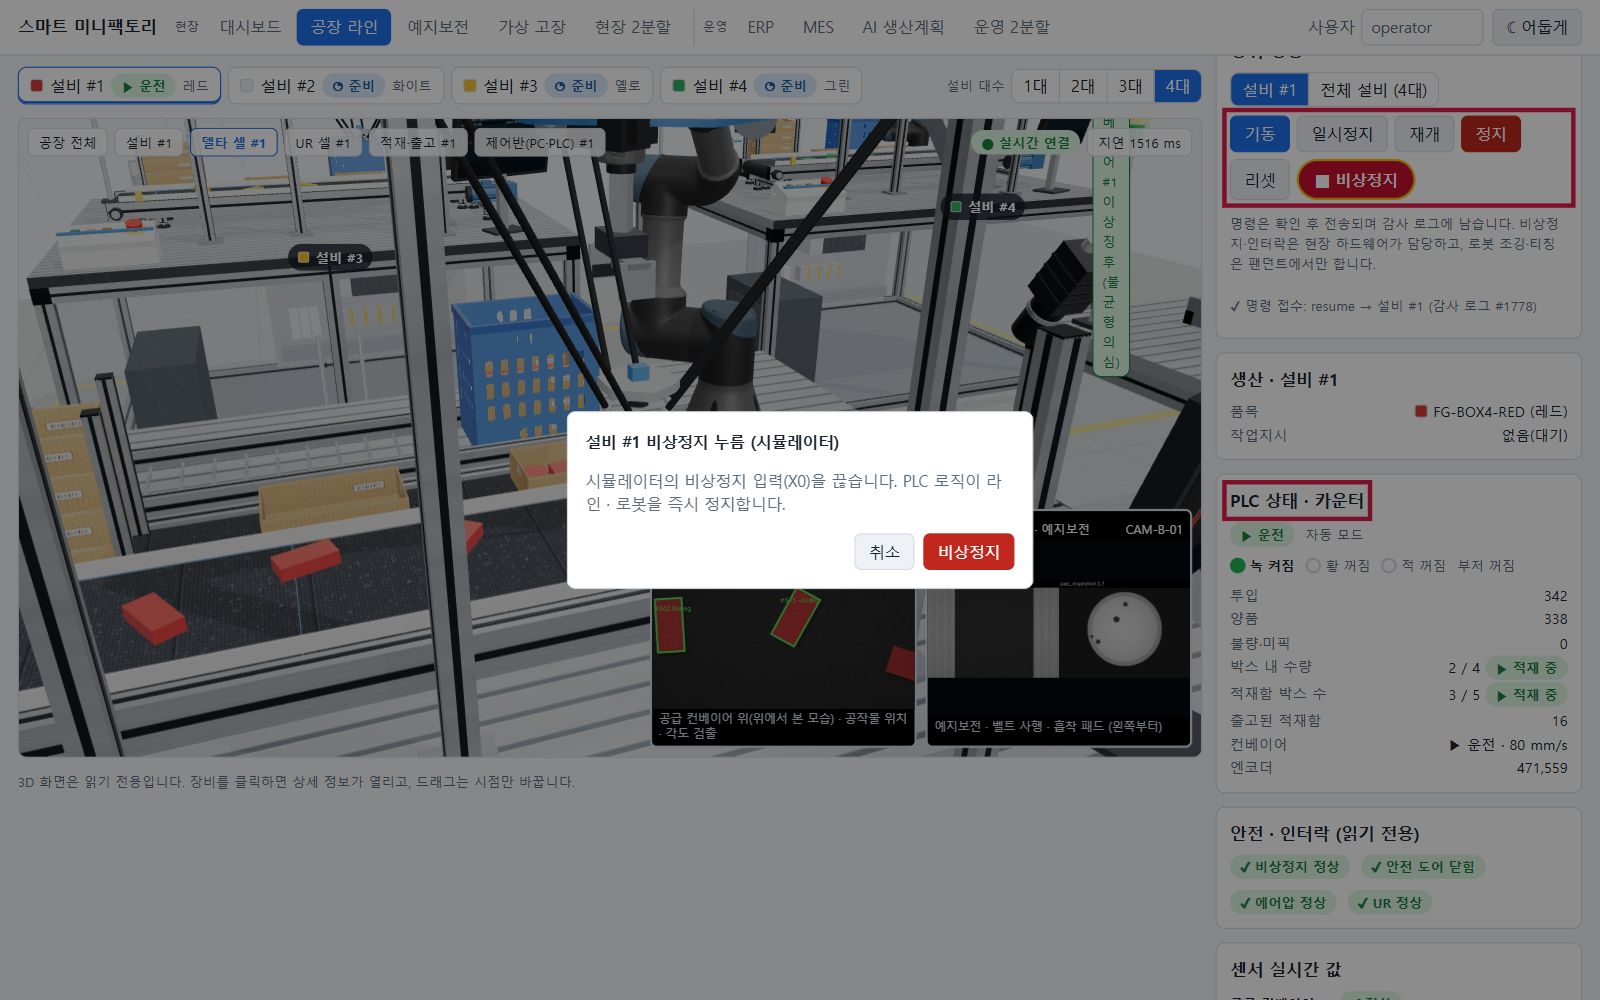 스마트 미니팩토리
현장
대시보드
공장 라인
예지보전
가상 고장
현장 2분할
운영
ERP
MES
AI 생산계획
운영 2분할
사용자
operator
어둡게
설비 #1 ▶ 운전 레드
설비 #2 준비 화이트
설비 #3 준비 옐로
설비 #4 준비 그린
설비 대수
1대
2대
3대
4대
공장 전체
설비 #1
델타 셀 #1
UR 셀 #1
적재·출고 #1
제어반(PC·PLC) #1
실시간 연결
지연 1516 ms
베
어
#1
이
상
징
후
(불
균
형
의
심)
설비 #4
설비 #3
설비 #1 비상정지 누름 (시뮬레이터)
시뮬레이터의 비상정지 입력(X0)을 끊습니다. PLC 로직이 라
인 · 로봇을 즉시 정지합니다.
취소
비상정지
- 예지보전
CAM-B-01
공급 컨베이어 위(위에서 본 모습) · 공작물 위치
· 각도 검출
예지보전 · 벨트 사행 · 흡착 패드 (왼쪽부터)
3D 화면은 읽기 전용입니다. 장비를 클릭하면 상세 정보가 열리고, 드래그는 시점만 바꿉니다.
설비 #1
전체 설비 (4대)
기동
일시정지
재개
정지
리셋
■ 비상정지
명령은 확인 후 전송되며 감사 로그에 남습니다. 비상정
지·인터락은 현장 하드웨어가 담당하고, 로봇 조깅·티칭
은 팬던트에서만 합니다.
✓ 명령 접수: resume → 설비 #1 (감사 로그 #1778)
생산 · 설비 #1
품목 FG-BOX4-RED (레드)
작업지시 없음(대기)
PLC 상태 · 카운터
▶ 운전 자동 모드
녹 켜짐 황 꺼짐 적 꺼짐 부저 꺼짐
투입 342
양품 338
불량·미픽 0
박스 내 수량 2 / 4 ▶ 적재 중
적재함 박스 수 3 / 5 ▶ 적재 중
출고된 적재함 16
컨베이어 ▶ 운전 · 80 mm/s
엔코더 471,559
안전 · 인터락 (읽기 전용)
✓ 비상정지 정상
✓ 안전 도어 닫힘
✓ 에어압 정상
✓ UR 정상
센서 실시간 값